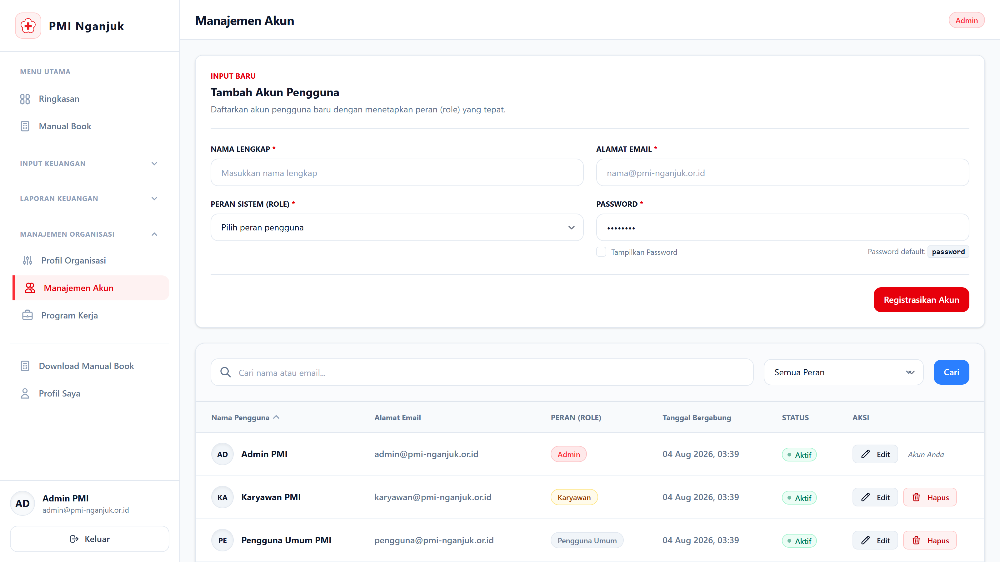 PMI Nganjuk
MENU UTAMA
Ringkasan
Manual Book
INPUT KEUANGAN
LAPORAN KEUANGAN
MANAJEMEN ORGANISASI
Profil Organisasi
Manajemen Akun
Program Kerja
Download Manual Book
Profil Saya
AD
Admin PMI
admin@pmi-nganjuk.or.id
Keluar
Manajemen Akun
Admin
INPUT BARU
Tambah Akun Pengguna
Daftarkan akun pengguna baru dengan menetapkan peran (role) yang tepat.
NAMA LENGKAP *
Masukkan nama lengkap
ALAMAT EMAIL *
nama@pmi-nganjuk.or.id
PERAN SISTEM (ROLE) *
Pilih peran pengguna
PASSWORD *
••••••••
Tampilkan Password
Password default: password
Registrasikan Akun
Cari nama atau email...
Semua Peran
Cari
Nama Pengguna Alamat Email PERAN (ROLE) Tanggal Bergabung STATUS AKSI
AD Admin PMI admin@pmi-nganjuk.or.id Admin 04 Aug 2026, 03:39 Aktif Edit Akun Anda
KA Karyawan PMI karyawan@pmi-nganjuk.or.id Karyawan 04 Aug 2026, 03:39 Aktif Edit Hapus
PE Pengguna Umum PMI pengguna@pmi-nganjuk.or.id Pengguna Umum 04 Aug 2026, 03:39 Aktif Edit Hapus